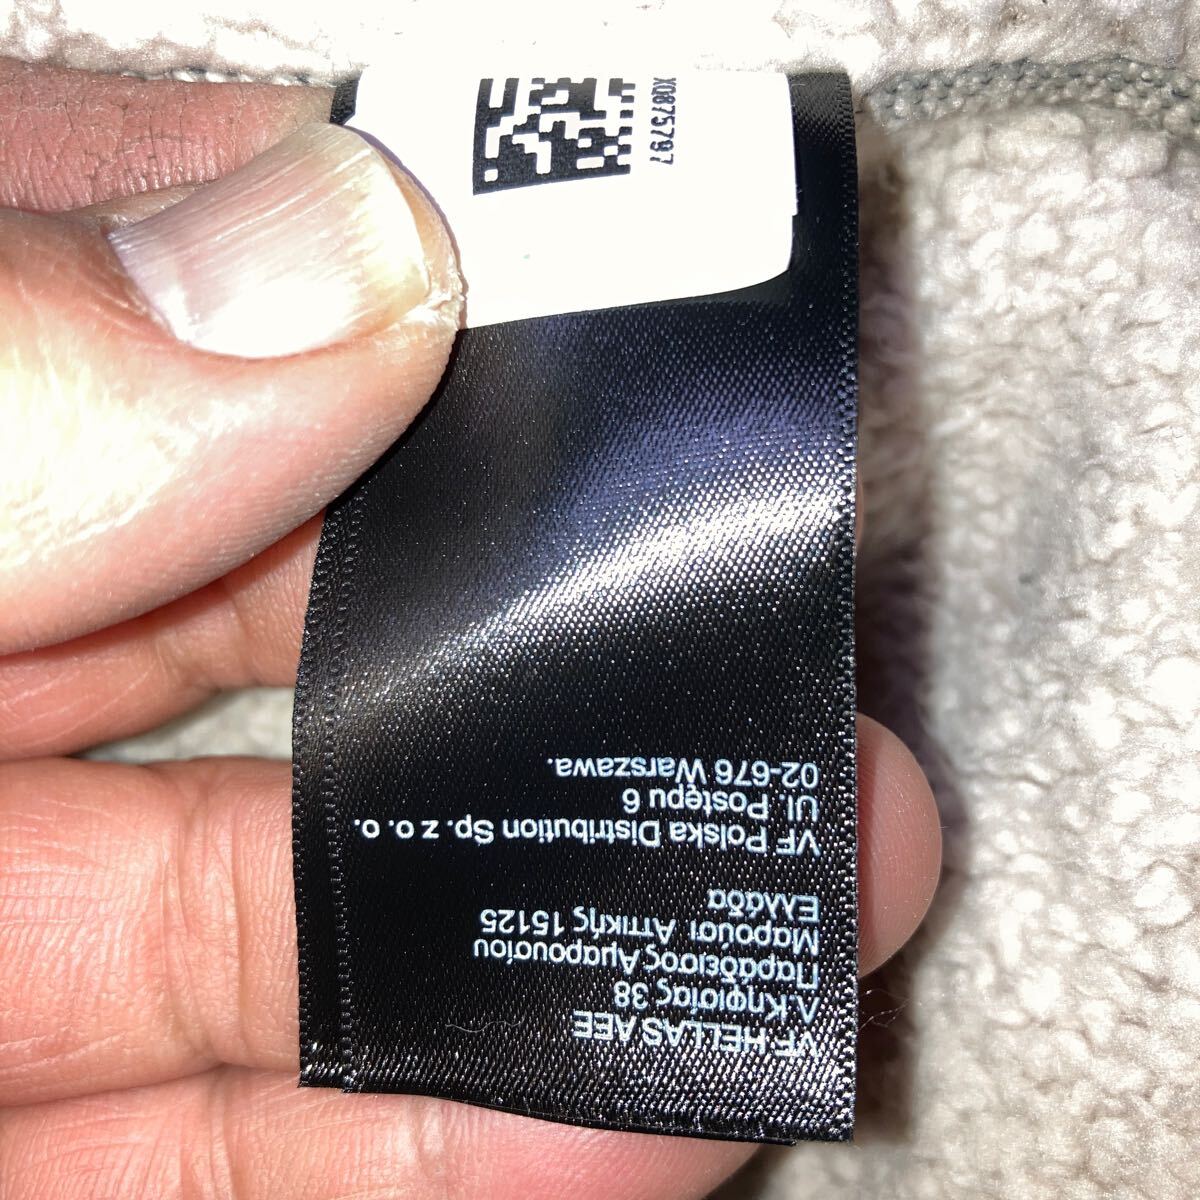 X0875797
VF HELLAS AEE
Λ.Κηφισίας 38
Παράδεισος Αμαρουσίου
Μαρούσι Αττικής 15125
Ελλάδα
VF Polska Distribution Sp. z o. o.
Ul. Postępu 6
02-676 Warszawa.